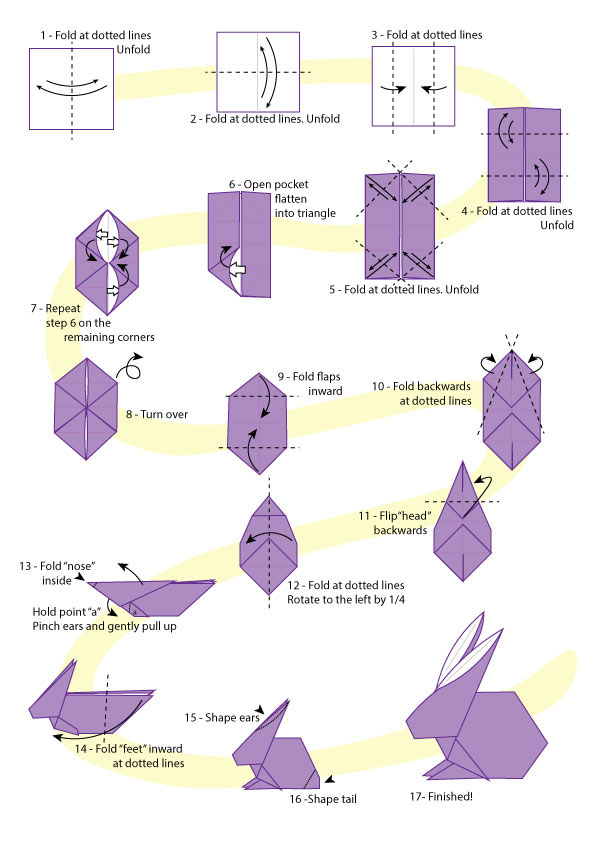 1 - Fold at dotted lines
Unfold
2 - Fold at dotted lines. Unfold
3 - Fold at dotted lines
4 - Fold at dotted lines
Unfold
5 - Fold at dotted lines. Unfold
6 - Open pocket
flatten
into triangle
7 - Repeat
step 6 on the
remaining corners
8 - Turn over
9 - Fold flaps
inward
10 - Fold backwards
at dotted lines
11 - Flip "head"
backwards
12 - Fold at dotted lines
Rotate to the left by 1/4
13 - Fold "nose"
inside
Hold point "a"
Pinch ears and gently pull up
a
14 - Fold "feet" inward
at dotted lines
15 - Shape ears
16 -Shape tail
17- Finished!